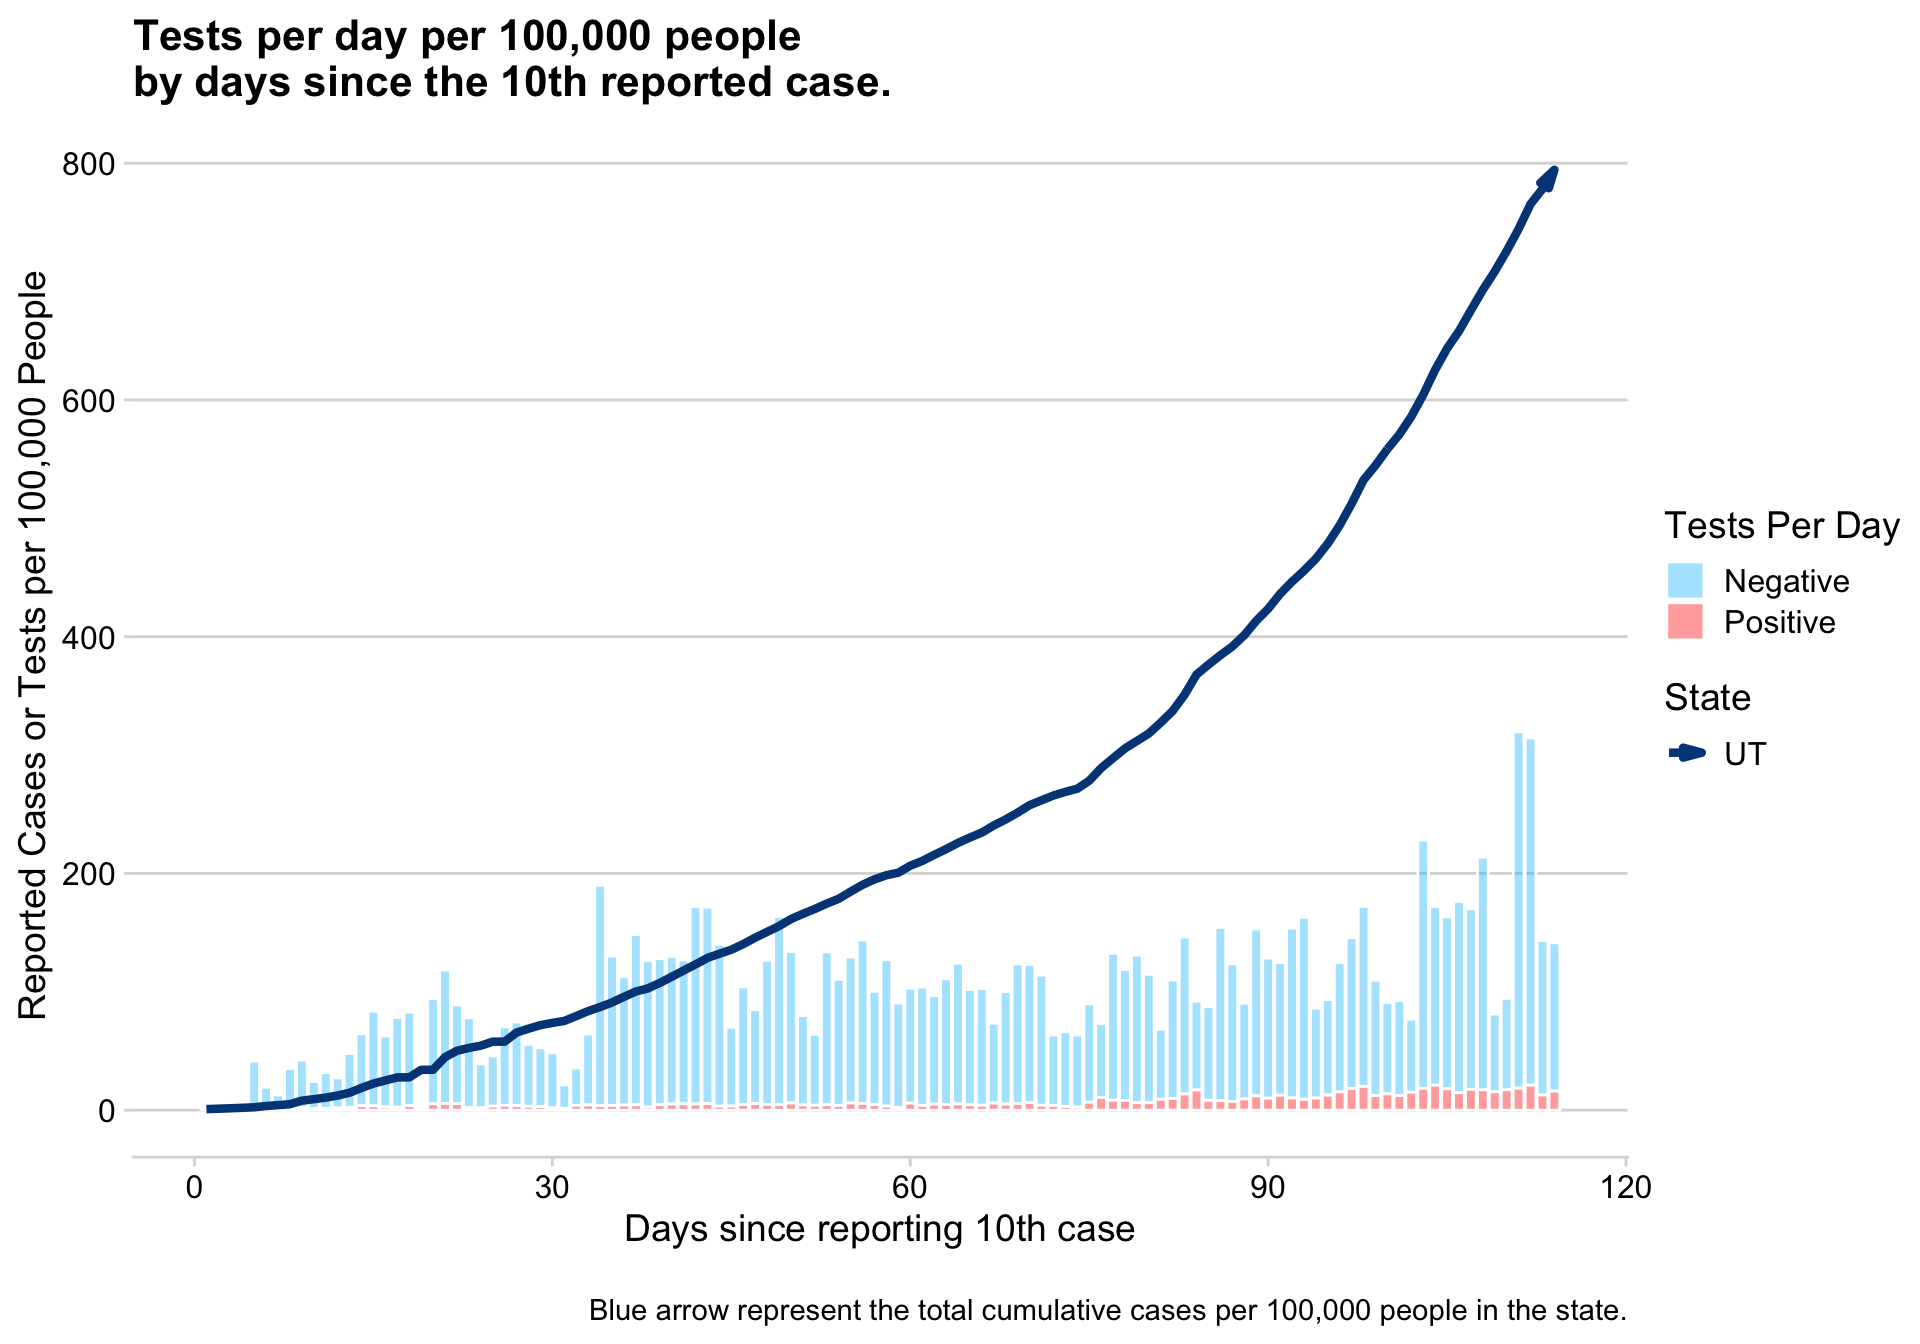 Tests per day per 100,000 people
by days since the 10th reported case.
Reported Cases or Tests per 100,000 People
800
600
400
200
0
0
30
60
90
120
Days since reporting 10th case
Tests Per Day
Negative
Positive
State
UT
Blue arrow represent the total cumulative cases per 100,000 people in the state.